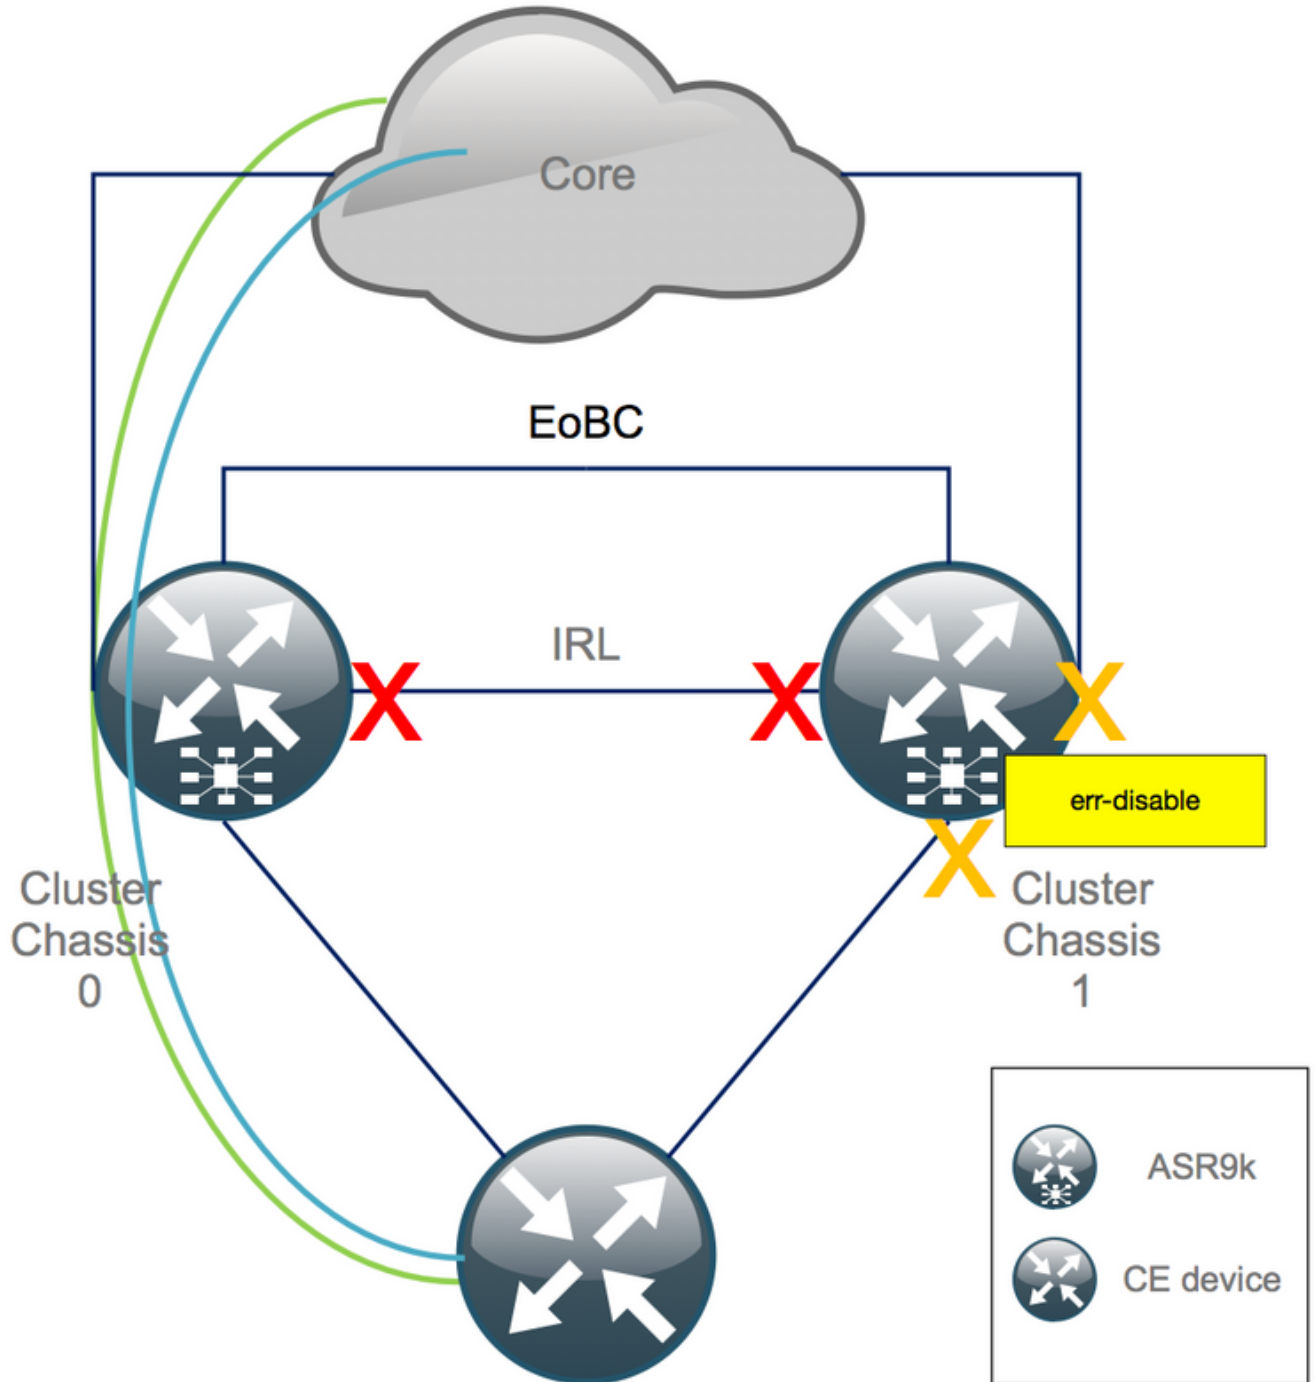 Core
EoBC
IRL
err-disable
Cluster
Chassis
0
Cluster
Chassis
1
ASR9k
CE device